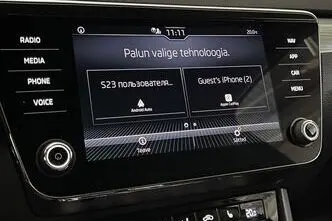 RADIO
MEDIA
PHONE
VOICE
11:11
20.0
Palun valige tehnoloogia.
S23 пользователя...
Android Auto
Guest's iPhone (2)
Apple CarPlay
Teave
Sätted
NAV
APP
CAR
MENU